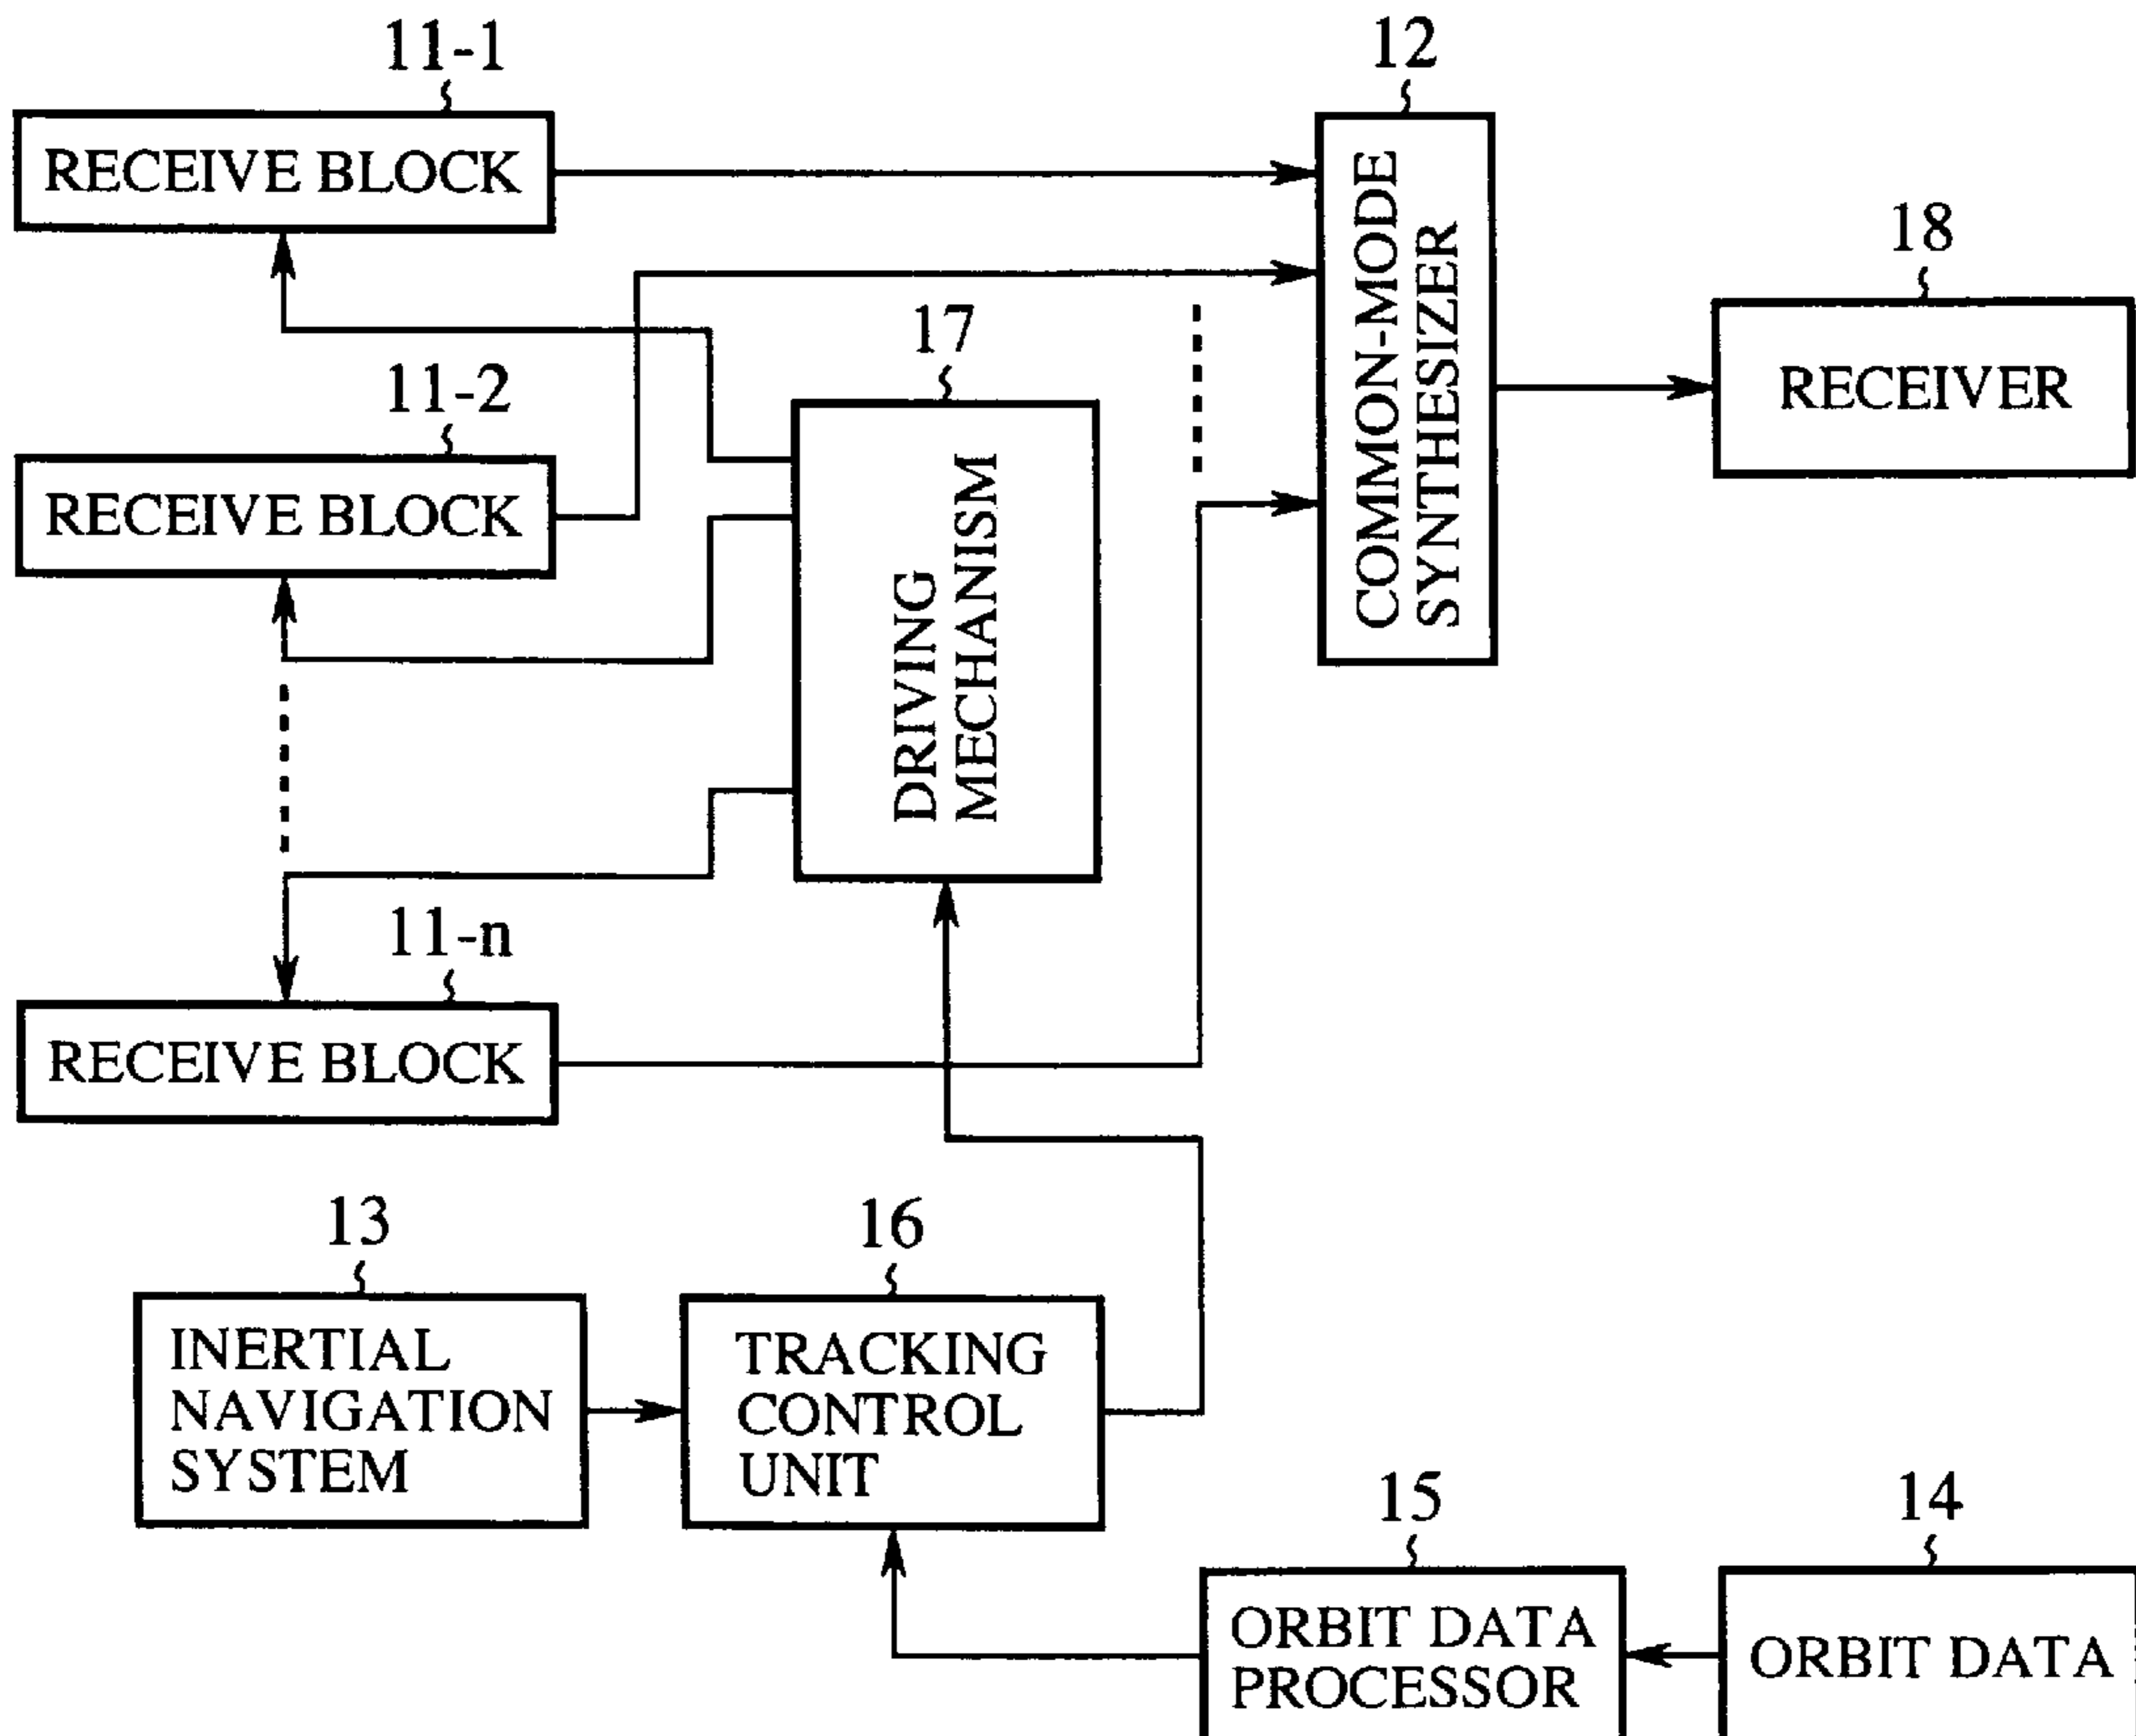 11-1
RECEIVE BLOCK
12
COMMON-MODE
SYNTHESIZER
18
RECEIVER
17
DRIVING
MECHANISM
11-2
RECEIVE BLOCK
11-n
RECEIVE BLOCK
13
INERTIAL
NAVIGATION
SYSTEM
16
TRACKING
CONTROL
UNIT
15
ORBIT DATA
PROCESSOR
14
ORBIT DATA